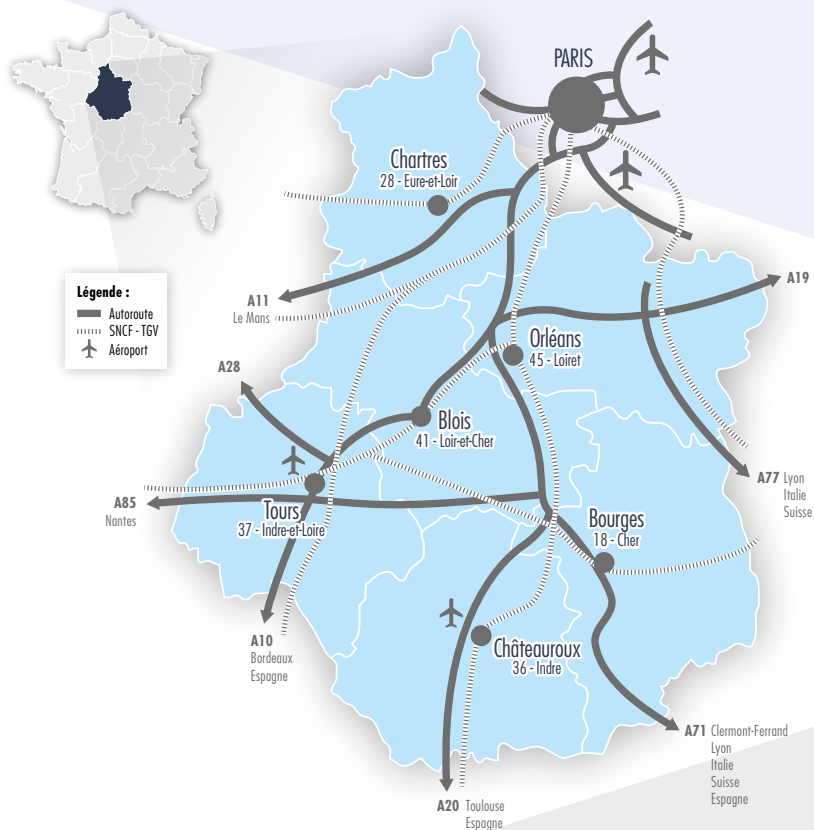 PARIS
Chartres
28 - Eure-et-Loir
Légende :
Autoroute
SNCF - TGV
Aéroport
A11
Le Mans
A19
Orléans
45 - Loiret
A28
Blois
41 - Loir-et-Cher
A77 Lyon
Italie
Suisse
A85
Nantes
Tours
37 - Indre-et-Loire
Bourges
18 - Cher
A10
Bordeaux
Espagne
Châteauroux
36 - Indre
A71 Clermont-Ferrand
Lyon
Italie
Suisse
Espagne
A20 Toulouse
Espagne